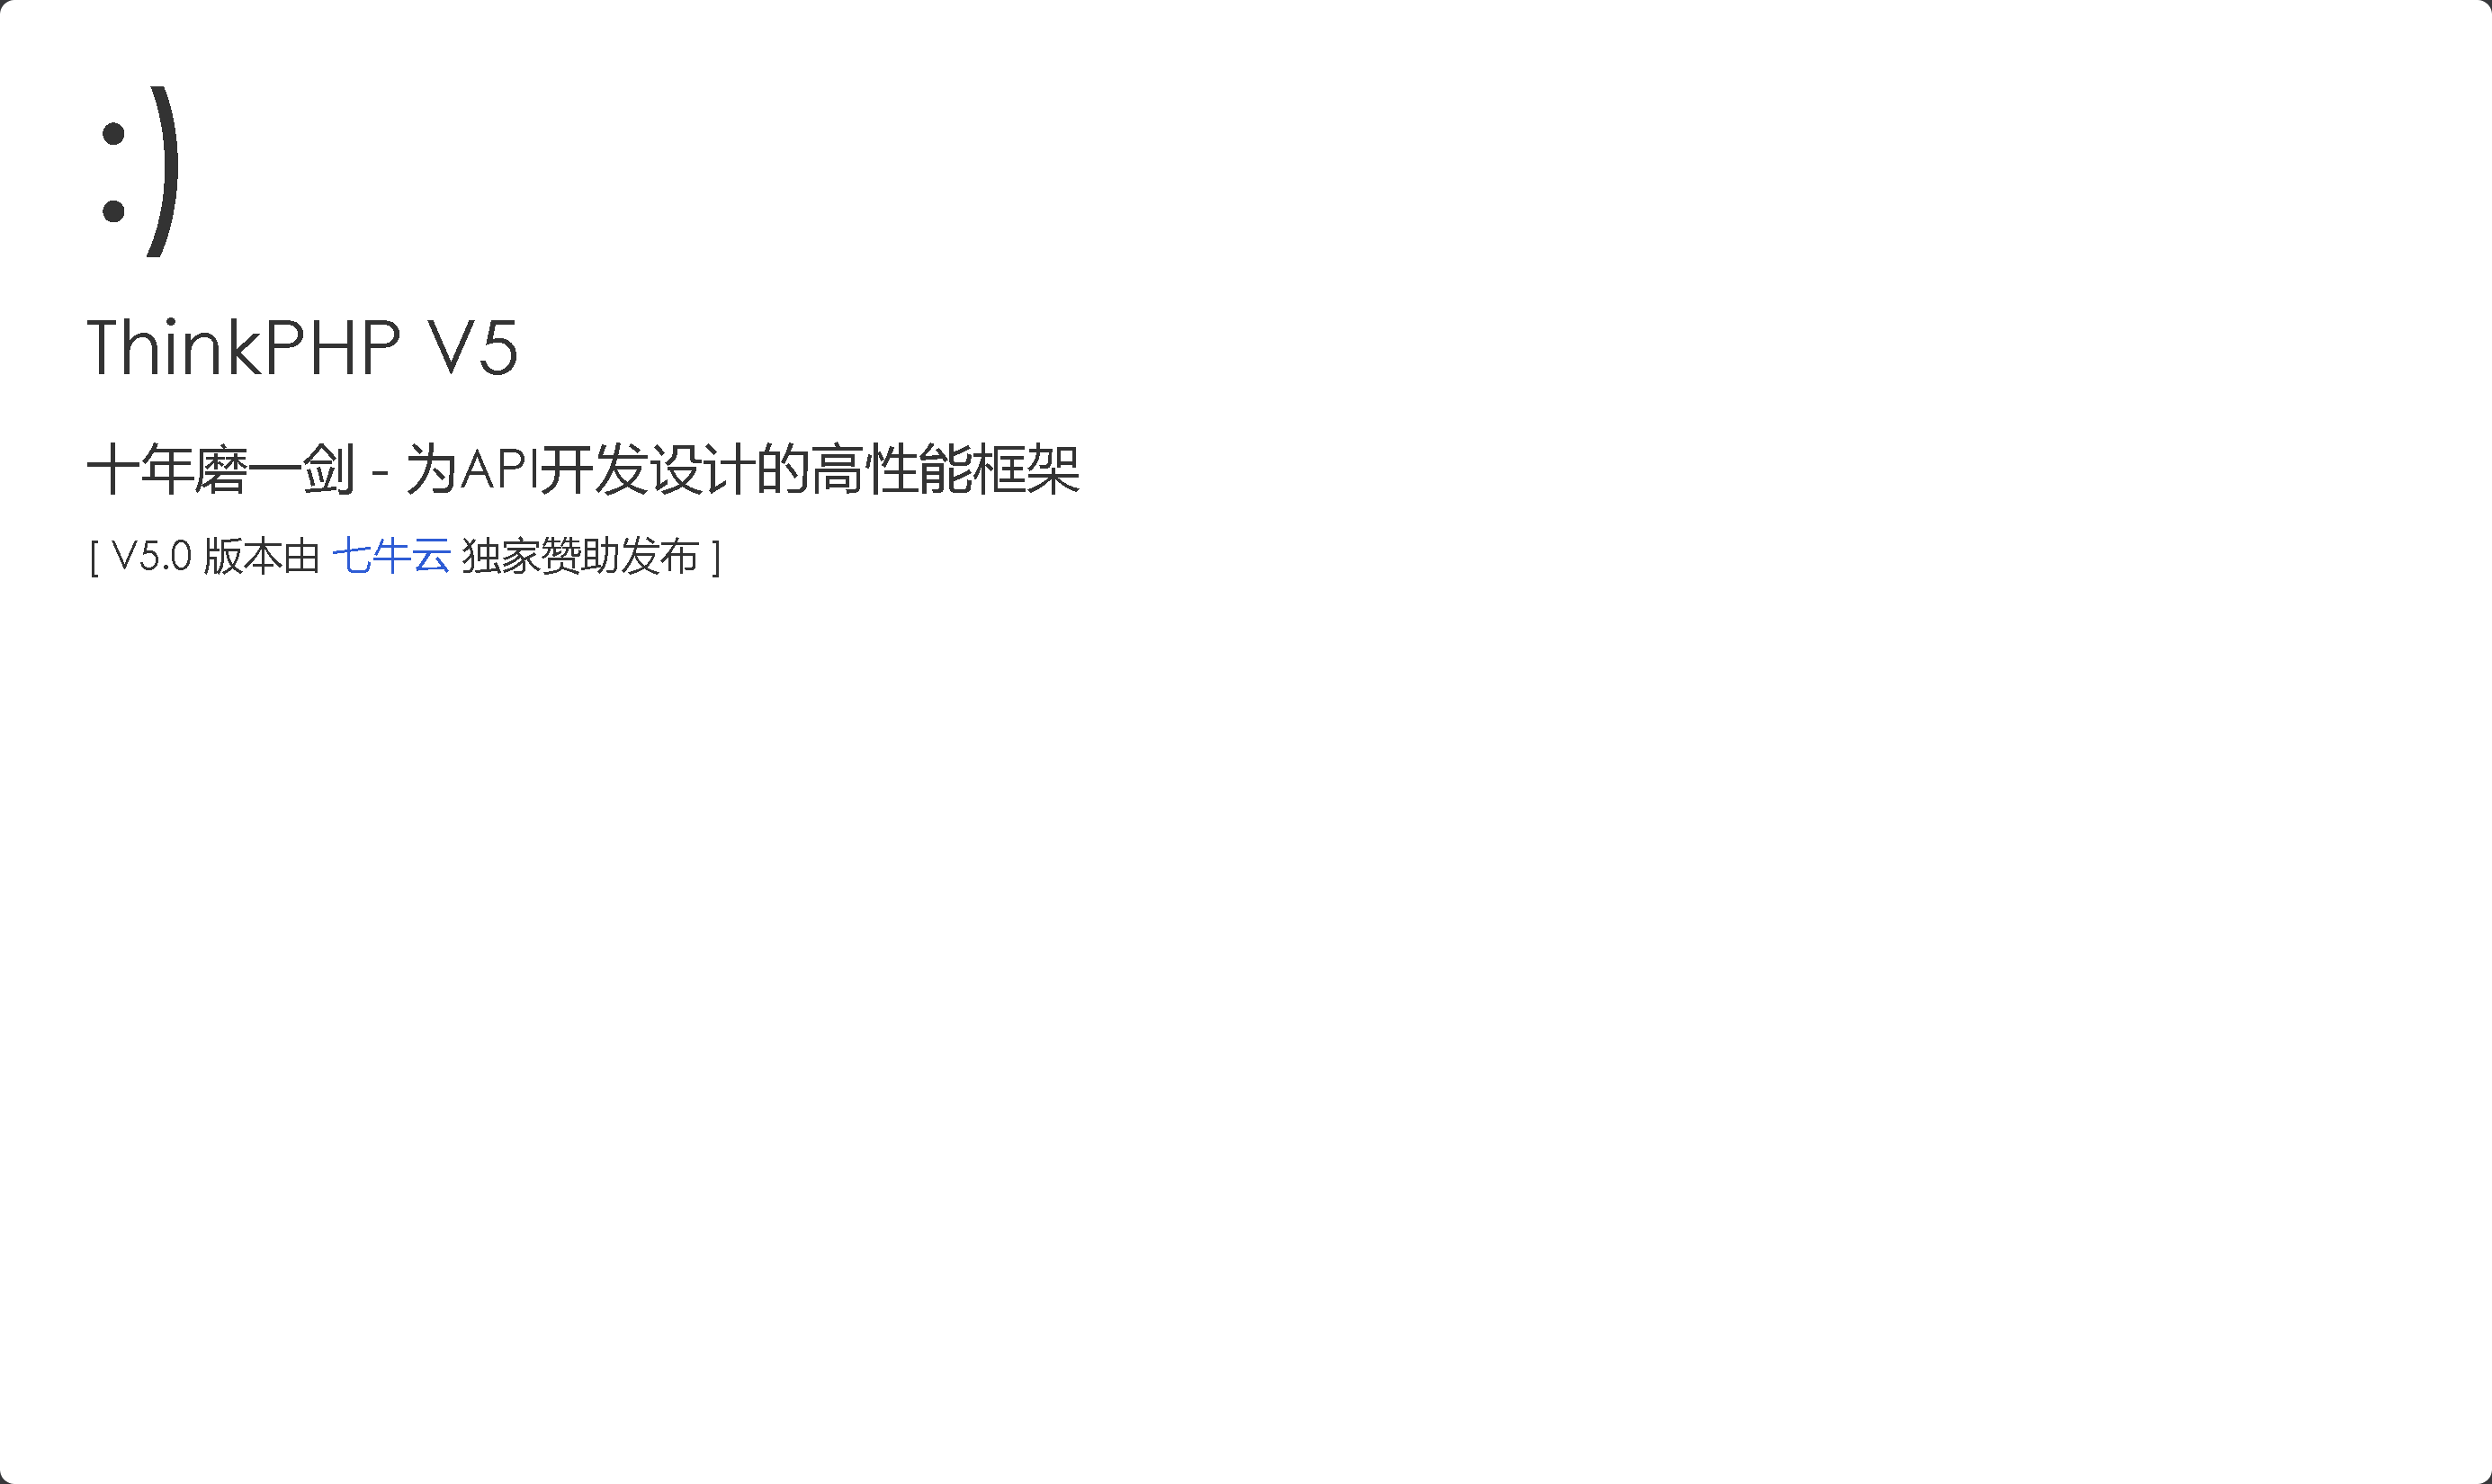 :)
ThinkPHP V5
十年磨一剑 - 为API开发设计的高性能框架
[ V5.0 版本由 七牛云 独家赞助发布 ]